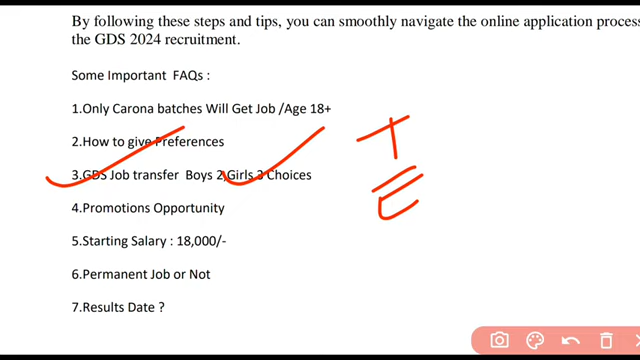 By following these steps and tips, you can smoothly navigate the online application process
the GDS 2024 recruitment.
Some Important FAQs :
1.Only Carona batches Will Get Job /Age 18+
2.How to give Preferences
3.GDS Job transfer Boys 2,Girls 3 Choices
4.Promotions Opportunity
5.Starting Salary : 18,000/-
6.Permanent Job or Not
7.Results Date ?